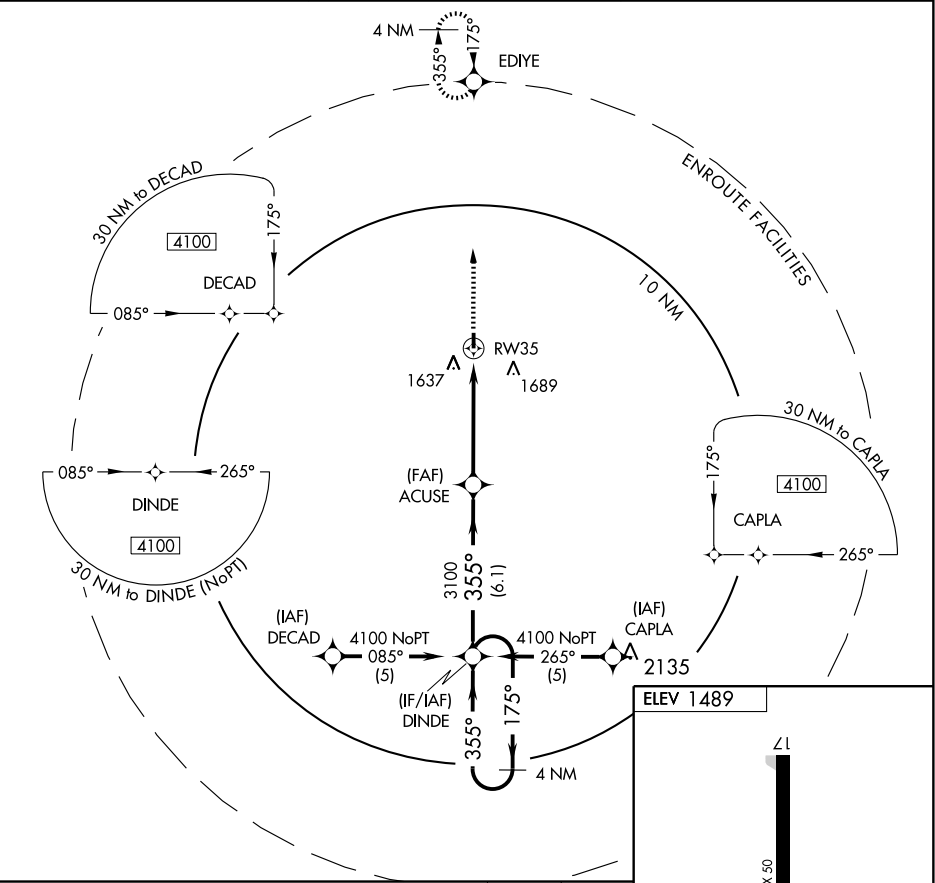 4 NM
355°
175°
EDIYE
ENROUTE FACILITIES
30 NM to DECAD
4100
175°
DECAD
085°
10 NM
RW35
1637
1689
30 NM to CAPLA
4100
175°
CAPLA
265°
085°
265°
DINDE
4100
30 NM to DINDE (NoPT)
(FAF)
ACUSE
3100
355°
(6.1)
(IAF)
DECAD
4100 NoPT
085°
(5)
4100 NoPT
265°
(5)
(IAF)
CAPLA
2135
(IF/IAF)
DINDE
355°
175°
4 NM
ELEV 1489
17
X 50